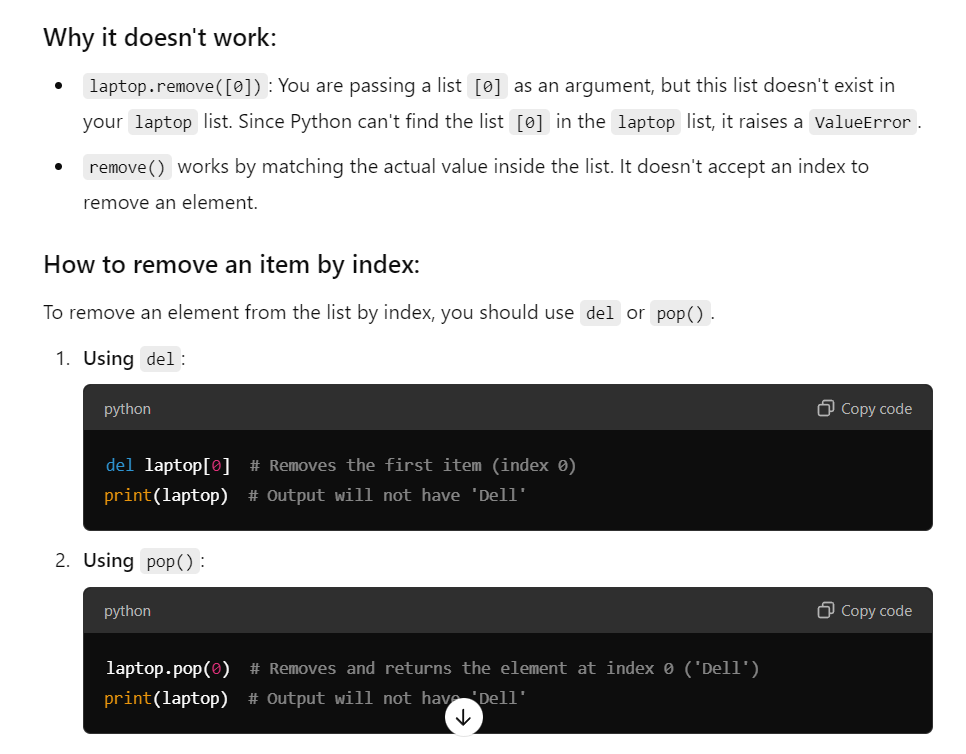 Why it doesn't work:
• laptop.remove([0]): You are passing a list [0] as an argument, but this list doesn't exist in
your laptop list. Since Python can't find the list [0] in the laptop list, it raises a ValueError.
• remove() works by matching the actual value inside the list. It doesn't accept an index to
remove an element.
How to remove an item by index:
To remove an element from the list by index, you should use del or pop().
1. Using del:
python Copy code
del laptop[0]  # Removes the first item (index 0)
print(laptop)  # Output will not have 'Dell'
2. Using pop():
python Copy code
laptop.pop(0)  # Removes and returns the element at index 0 ('Dell')
print(laptop)  # Output will not have 'Dell'